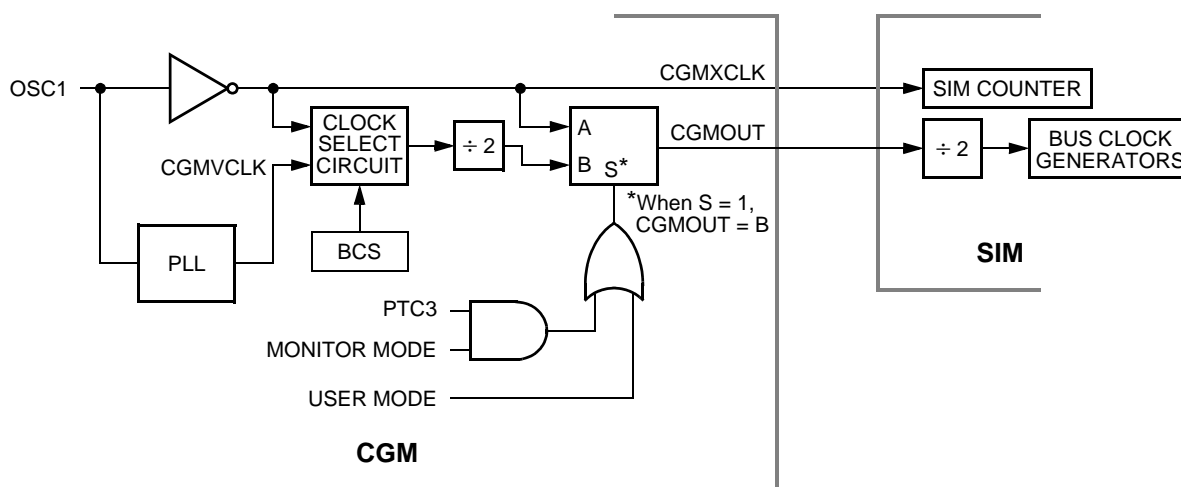 CGMXCLK
OSC1
SIM COUNTER
CLOCK
SELECT
CIRCUIT
÷ 2
A
B
S*
CGMOUT
÷ 2
BUS CLOCK
GENERATORS
CGMVCLK
*When S = 1,
CGMOUT = B
PLL
BCS
SIM
PTC3
MONITOR MODE
USER MODE
CGM